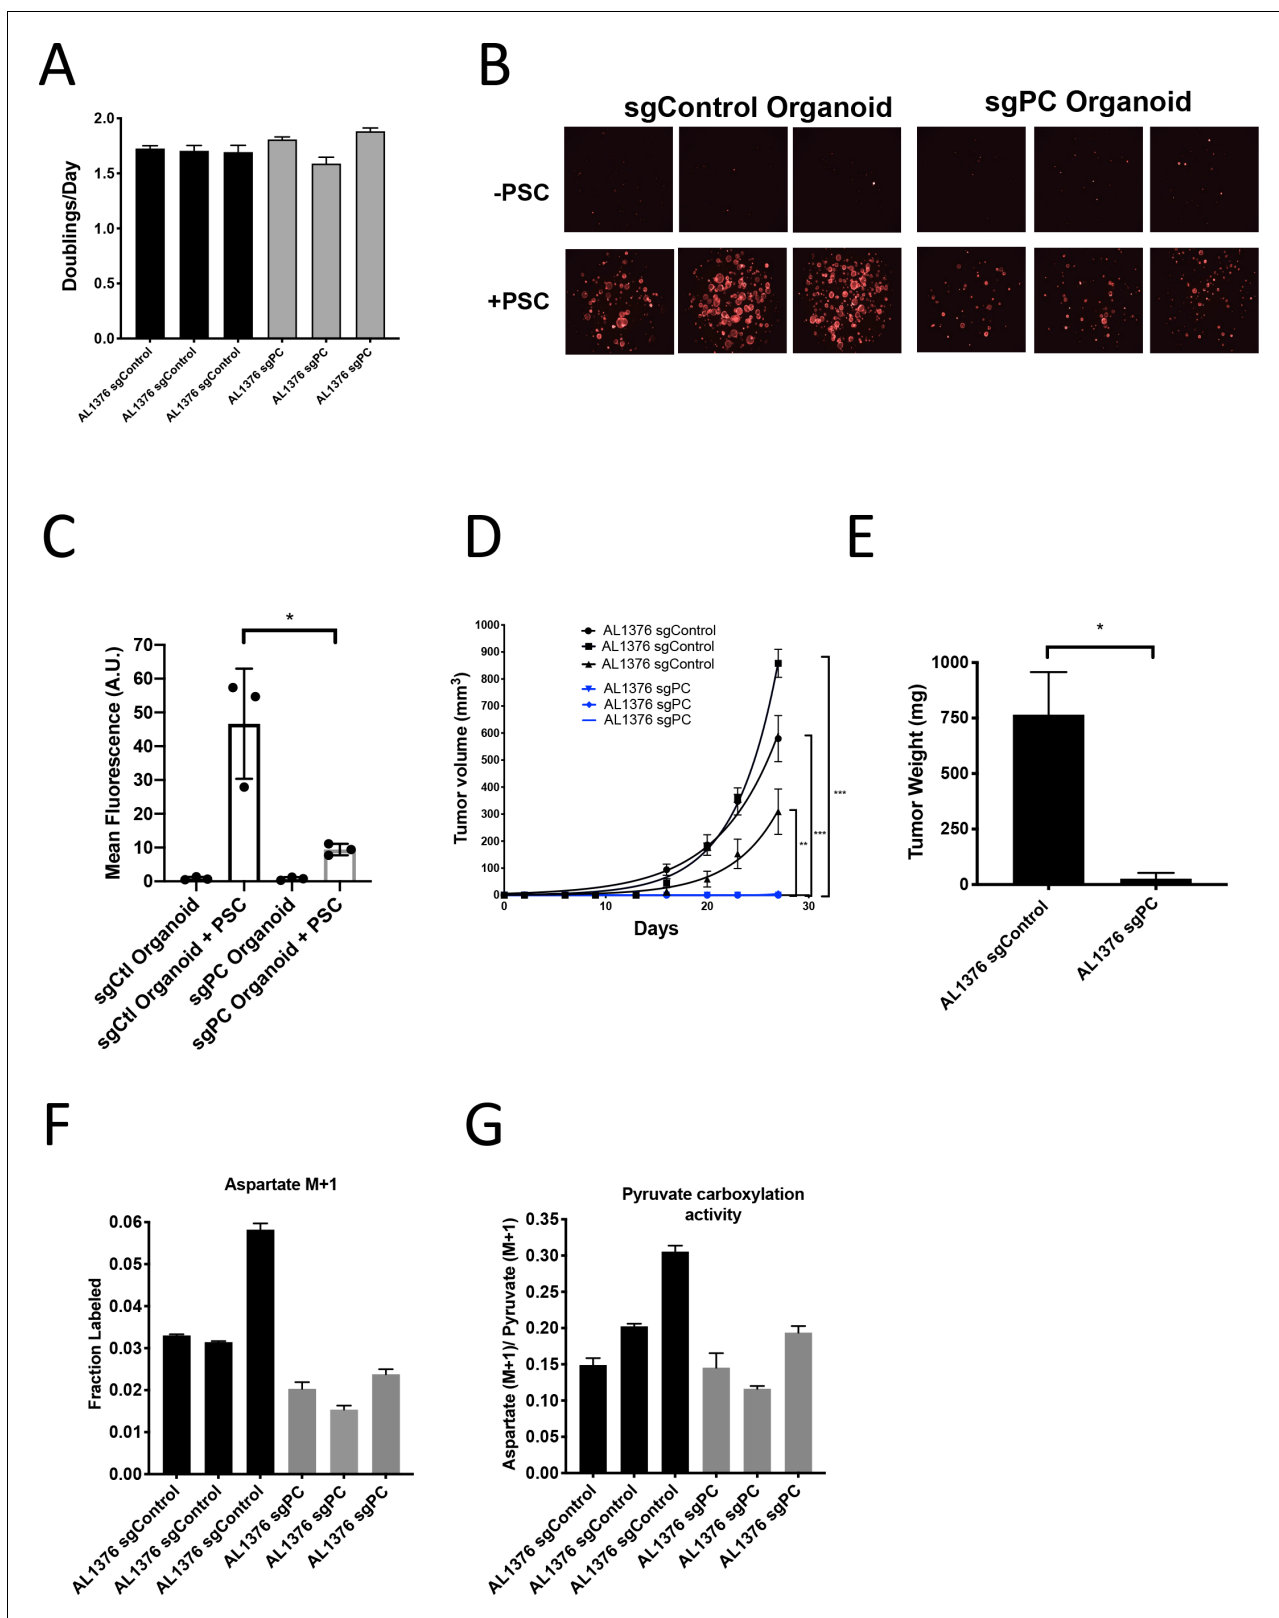 A
Doublings/Day
2.0
1.5
1.0
0.5
0.0
AL1376 sgControl
AL1376 sgControl
AL1376 sgControl
AL1376 sgPC
AL1376 sgPC
AL1376 sgPC
B
sgControl Organoid
sgPC Organoid
-PSC
+PSC
C
Mean Fluorescence (A.U.)
70
60
50
40
30
20
10
0
*
sgCtl Organoid
sgCtl Organoid + PSC
sgPC Organoid
sgPC Organoid + PSC
D
Tumor volume (mm3)
1000
900
800
700
600
500
400
300
200
100
0
0
10
20
30
Days
AL1376 sgControl
AL1376 sgControl
AL1376 sgControl
AL1376 sgPC
AL1376 sgPC
AL1376 sgPC
**
***
***
E
Tumor Weight (mg)
1000
750
500
250
0
*
AL1376 sgControl
AL1376 sgPC
F
Aspartate M+1
Fraction Labeled
0.06
0.05
0.04
0.03
0.02
0.01
0.00
AL1376 sgControl
AL1376 sgControl
AL1376 sgControl
AL1376 sgPC
AL1376 sgPC
AL1376 sgPC
G
Pyruvate carboxylation
activity
Aspartate (M+1)/ Pyruvate (M+1)
0.35
0.30
0.25
0.20
0.15
0.10
0.05
0.00
AL1376 sgControl
AL1376 sgControl
AL1376 sgControl
AL1376 sgPC
AL1376 sgPC
AL1376 sgPC